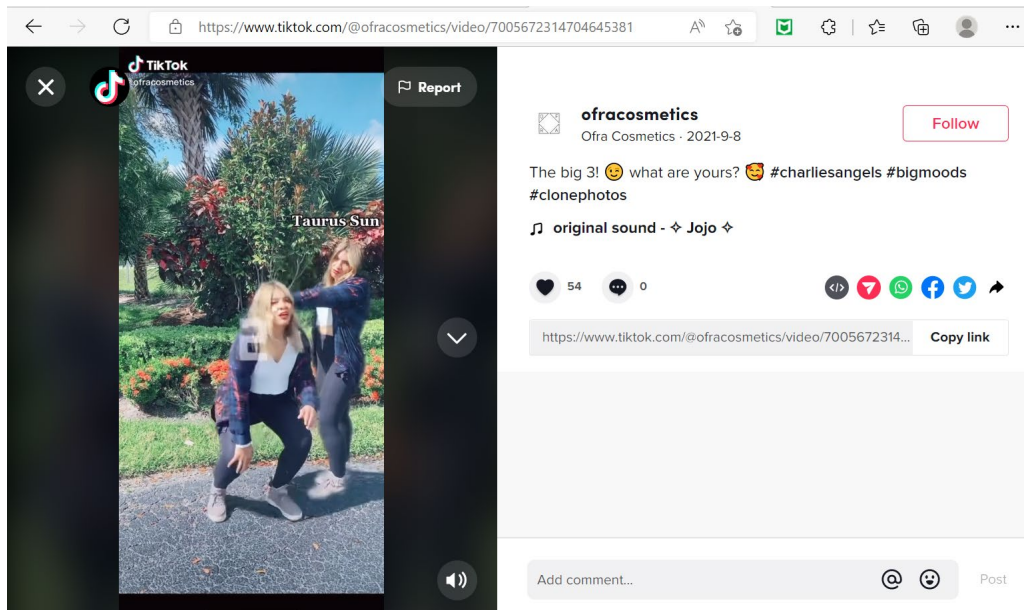 https://www.tiktok.com/@ofracosmetics/video/7005672314704645381
TikTok
ofracosmetics
Report
Taurus Sun
ofracosmetics
Ofra Cosmetics · 2021-9-8
Follow
The big 3! 😉 what are yours? 🥰 #charliesangels #bigmoods
#clonephotos
original sound - ✧ Jojo ✧
54
0
https://www.tiktok.com/@ofracosmetics/video/7005672314...
Copy link
Add comment...
Post